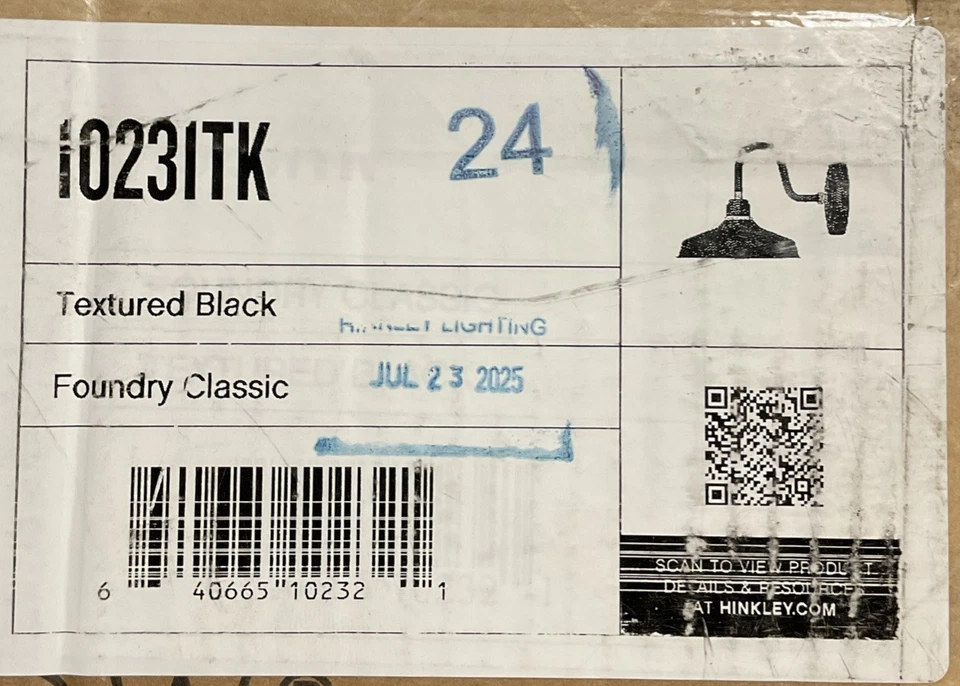 10231TK
24
Textured Black
HINKLEY LIGHTING
Foundry Classic
JUL 23 2025
6 40665 10232 1
SCAN TO VIEW PRODUCT
DETAILS & RESOURCES
AT HINKLEY.COM